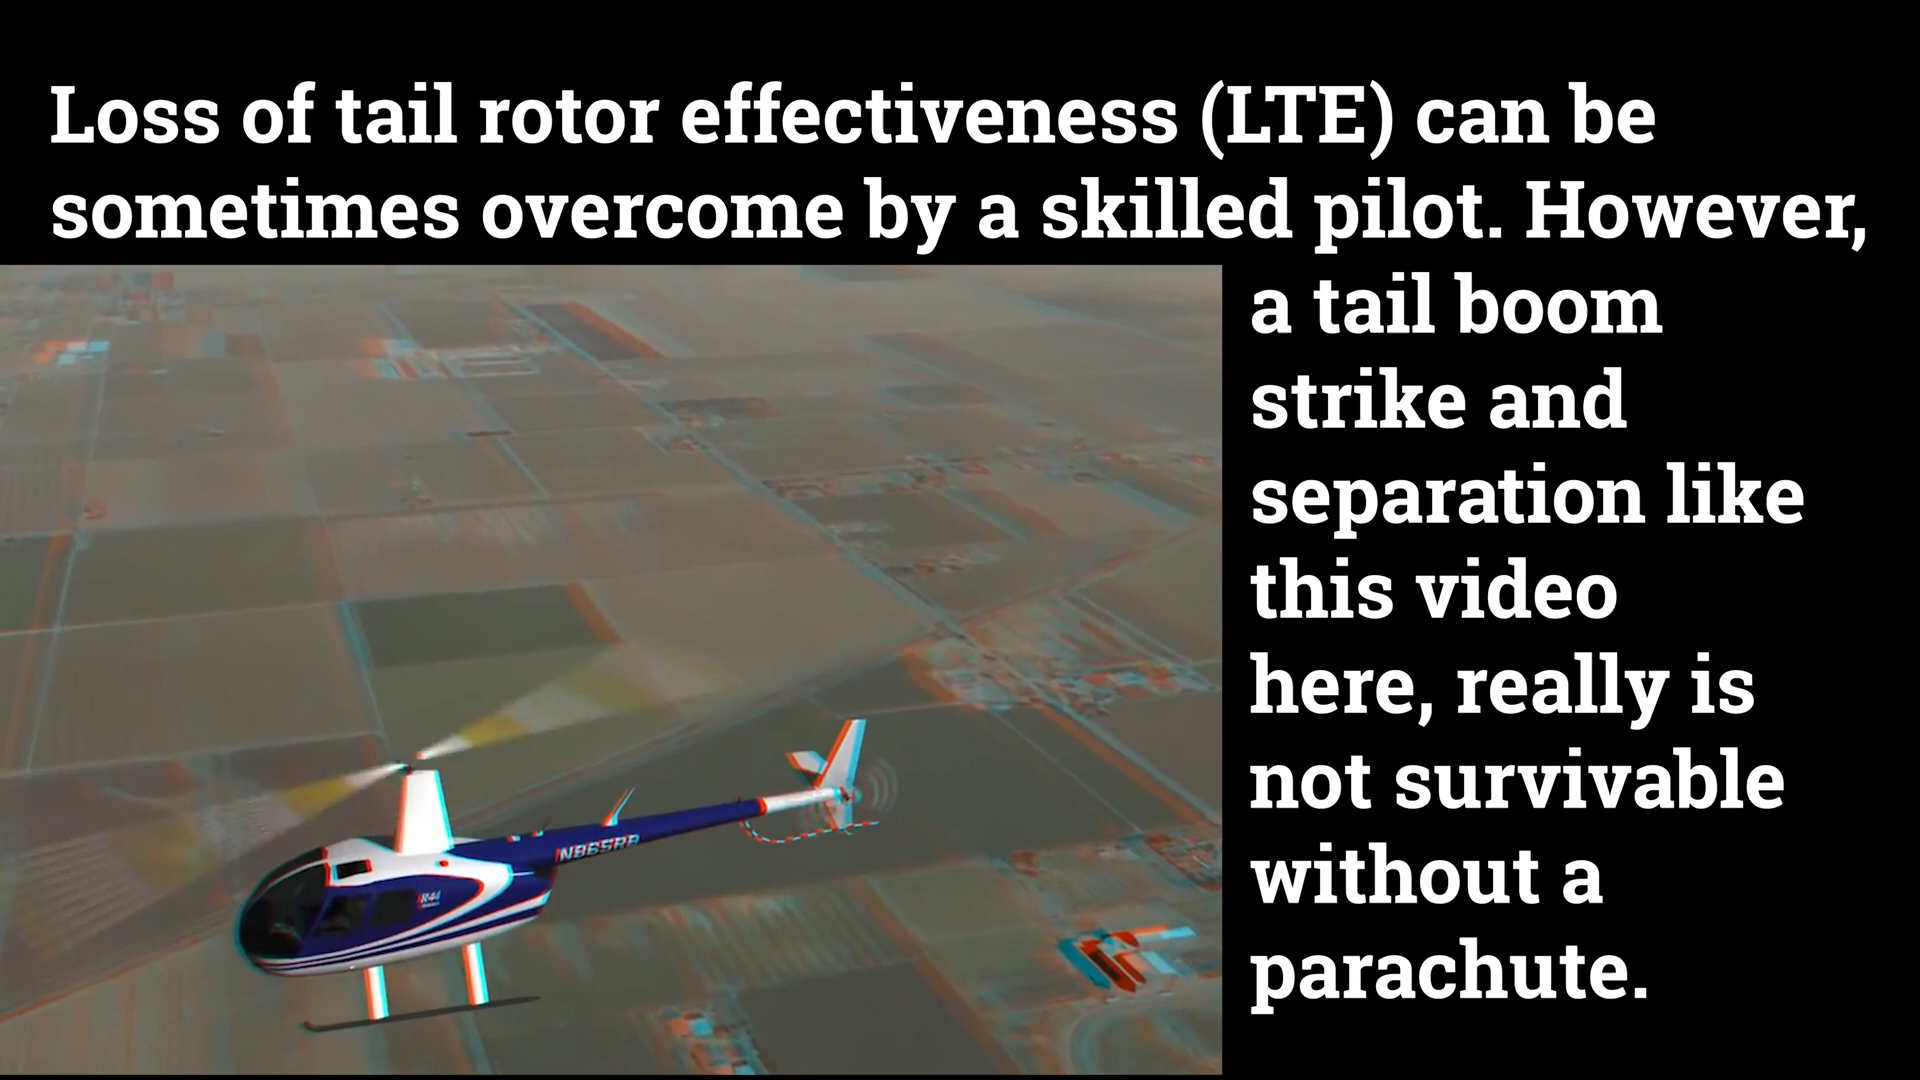 Loss of tail rotor effectiveness (LTE) can be
sometimes overcome by a skilled pilot. However,
a tail boom
strike and
separation like
this video
here, really is
not survivable
without a
parachute.
R44